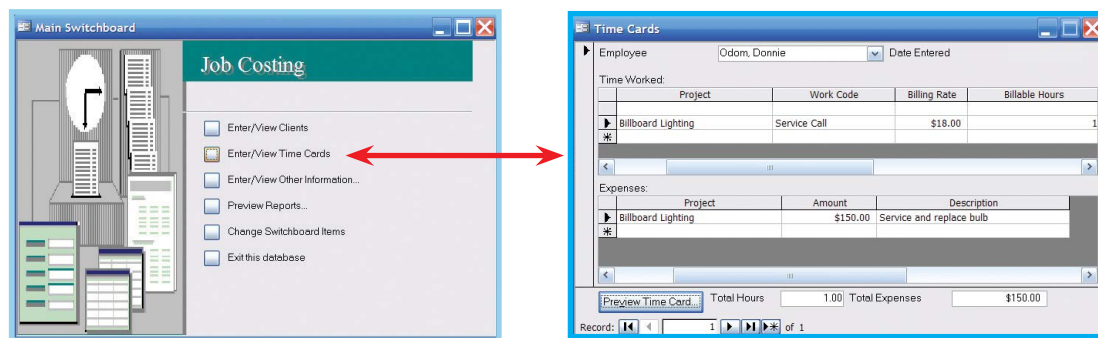 Main Switchboard
Job Costing
Enter/View Clients
Enter/View Time Cards
Enter/View Other Information...
Preview Reports...
Change Switchboard Items
Exit this database
Time Cards
Employee Odom, Donnie Date Entered
Time Worked:
Project Work Code Billing Rate Billable Hours
Billboard Lighting Service Call $18.00 1
Expenses:
Project Amount Description
Billboard Lighting $150.00 Service and replace bulb
Preview Time Card... Total Hours 1.00 Total Expenses $150.00
Record: 1 of 1